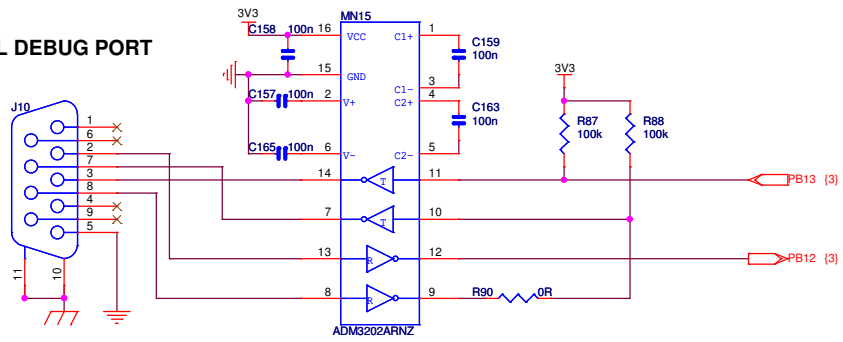 L DEBUG PORT
3V3
MN15
C158 100n 16 VCC C1+ 1
C159
100n
15 GND
C1- 3
C157 100n 2 V+ C2+ 4
C163
100n
3V3
R87
100k
R88
100k
C165 100n 6 V- C2- 5
J10
1
6
2
7
3
8
4
9
5
11
10
14 T 11 PB13 {3}
7 T 10
13 R 12 PB12 {3}
8 R 9 R90 0R
ADM3202ARNZ